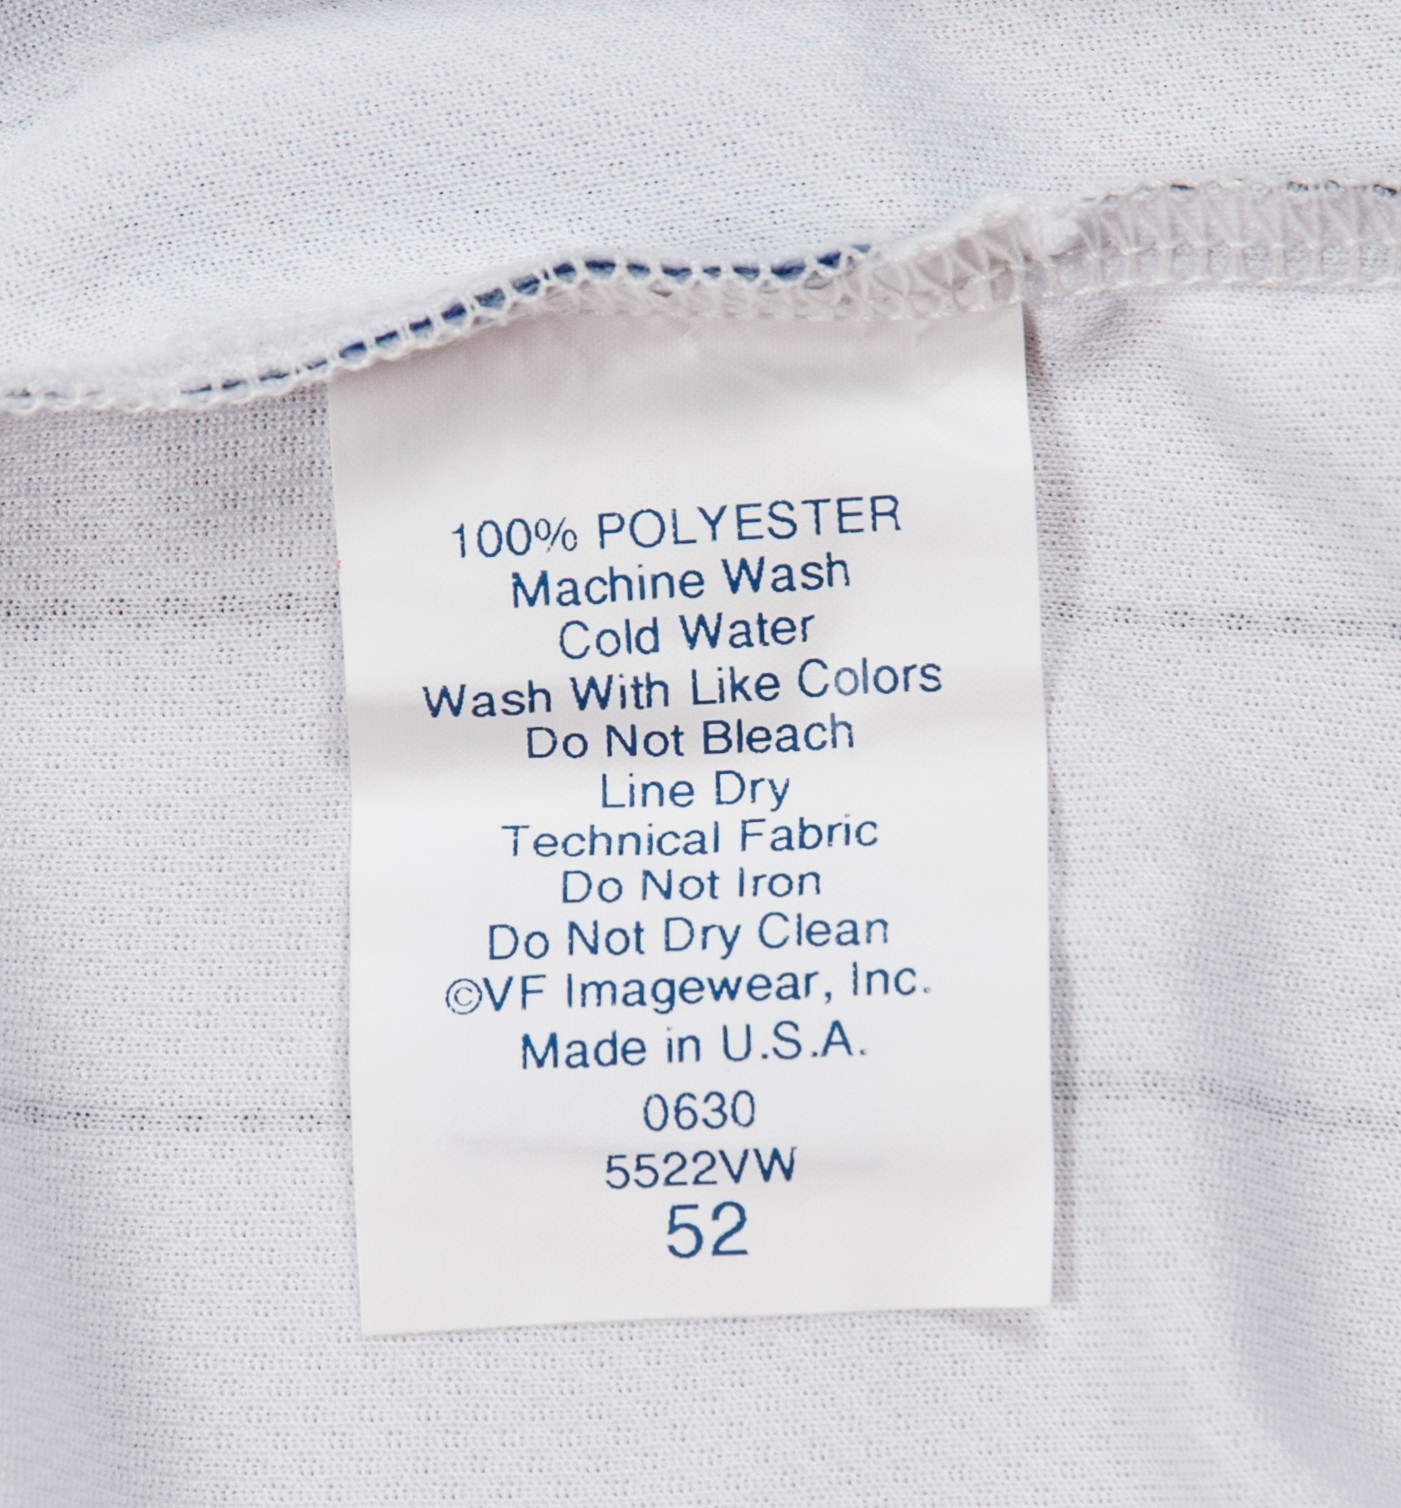 100% POLYESTER
Machine Wash
Cold Water
Wash With Like Colors
Do Not Bleach
Line Dry
Technical Fabric
Do Not Iron
Do Not Dry Clean
©VF Imagewear, Inc.
Made in U.S.A.
0630
5522VW
52